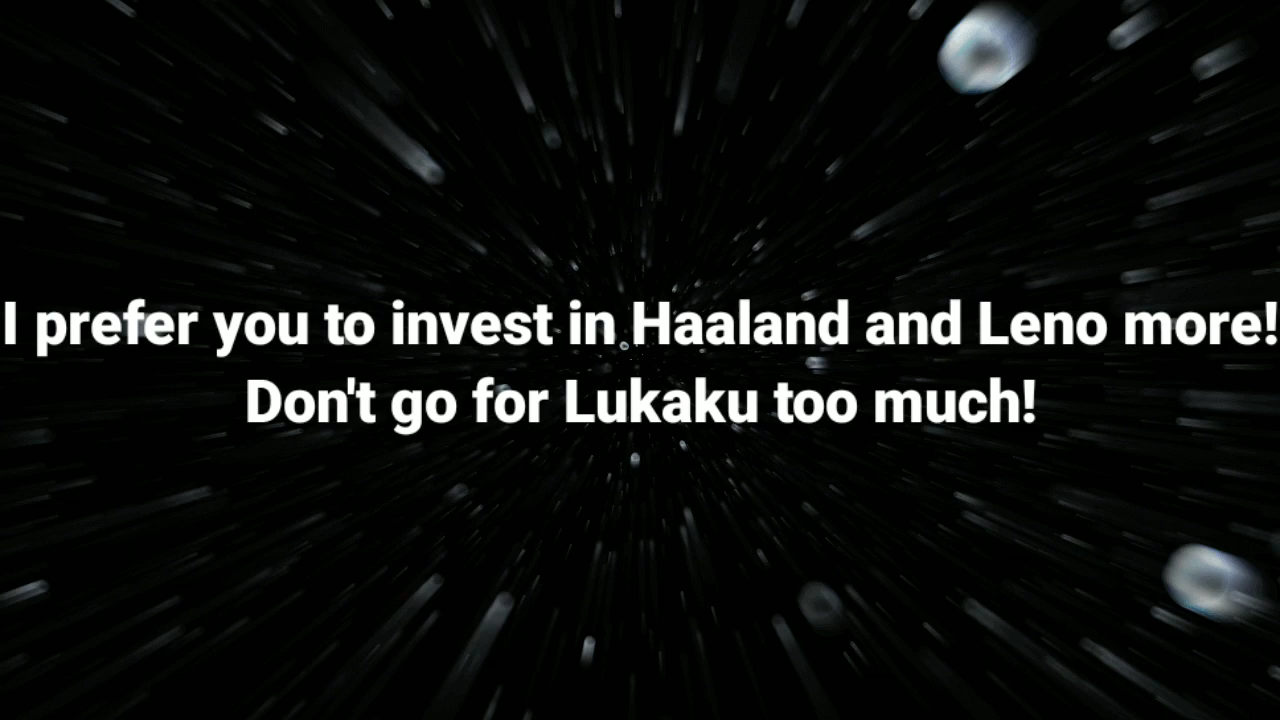 I prefer you to invest in Haaland and Leno more!
Don't go for Lukaku too much!